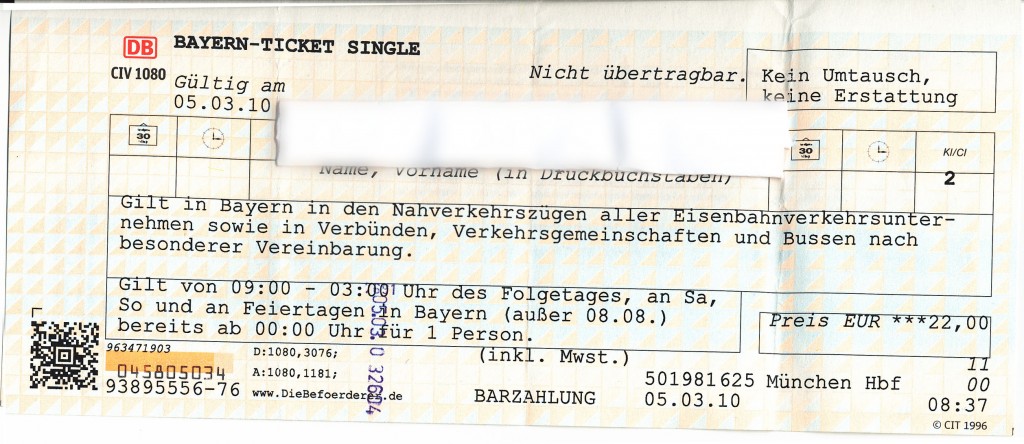 DB BAYERN-TICKET SINGLE
CIV 1080
Gültig am
05.03.10
Nicht übertragbar.
Kein Umtausch,
keine Erstattung
30
30
Kl/Cl
2
Name, Vorname (in Druckbuchstaben)
Gilt in Bayern in den Nahverkehrszügen aller Eisenbahnverkehrsunter-
nehmen sowie in Verbünden, Verkehrsgemeinschaften und Bussen nach
besonderer Vereinbarung.
Gilt von 09:00 - 03:00 Uhr des Folgetages, an Sa,
So und an Feiertagen in Bayern (außer 08.08.)
bereits ab 00:00 Uhr für 1 Person.
Preis EUR ***22,00
(inkl. Mwst.)
963471903
045805034
93895556-76
D:1080,3076;
A:1080,1181;
www.DieBefoerderer.de
BARZAHLUNG
501981625 München Hbf
05.03.10
11
00
08:37
© CIT 1996